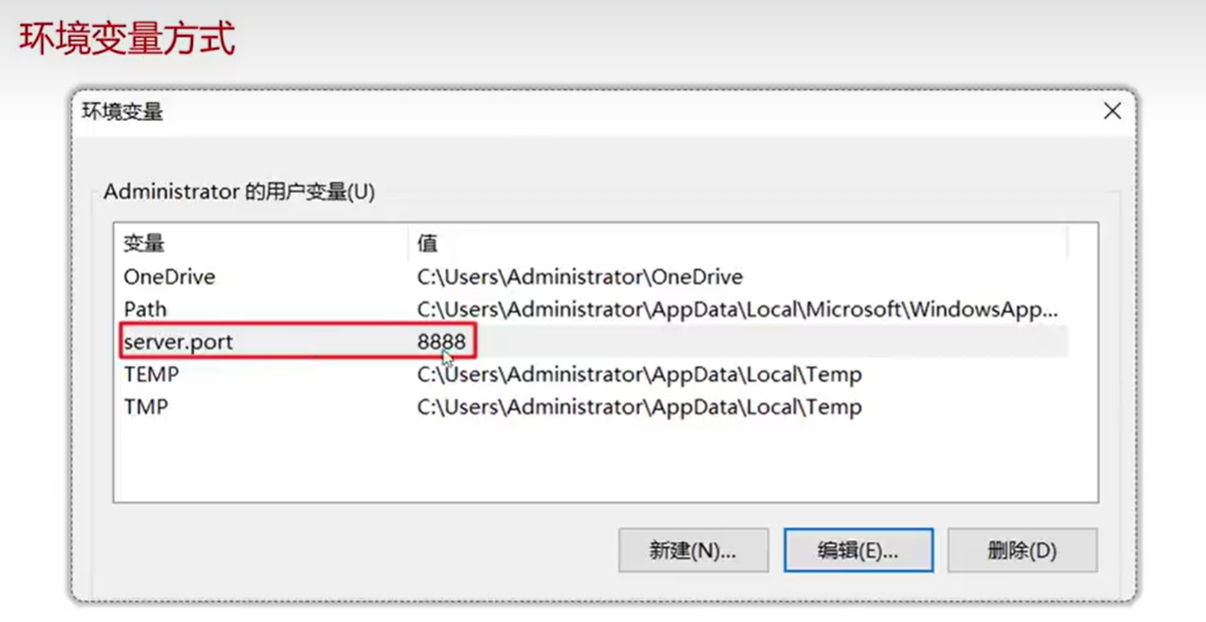 环境变量方式
环境变量
Administrator 的用户变量(U)
变量 值
OneDrive C:\Users\Administrator\OneDrive
Path C:\Users\Administrator\AppData\Local\Microsoft\WindowsApp...
server.port 8888
TEMP C:\Users\Administrator\AppData\Local\Temp
TMP C:\Users\Administrator\AppData\Local\Temp
新建(N)... 编辑(E)... 删除(D)